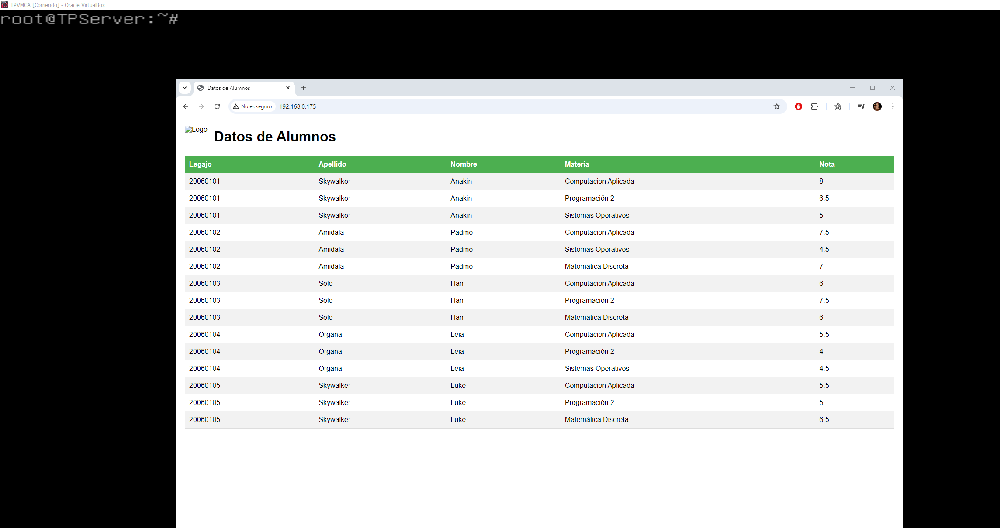 TPVMCA [Corriendo] - Oracle VirtualBox
root@TPServer:~#
Datos de Alumnos
No es seguro 192.168.0.175
Logo Datos de Alumnos
Legajo Apellido Nombre Materia Nota
20060101 Skywalker Anakin Computacion Aplicada 8
20060101 Skywalker Anakin Programación 2 6.5
20060101 Skywalker Anakin Sistemas Operativos 5
20060102 Amidala Padme Computacion Aplicada 7.5
20060102 Amidala Padme Sistemas Operativos 4.5
20060102 Amidala Padme Matemática Discreta 7
20060103 Solo Han Computacion Aplicada 6
20060103 Solo Han Programación 2 7.5
20060103 Solo Han Matemática Discreta 6
20060104 Organa Leia Computacion Aplicada 5.5
20060104 Organa Leia Programación 2 4
20060104 Organa Leia Sistemas Operativos 4.5
20060105 Skywalker Luke Computacion Aplicada 5.5
20060105 Skywalker Luke Programación 2 5
20060105 Skywalker Luke Matemática Discreta 6.5